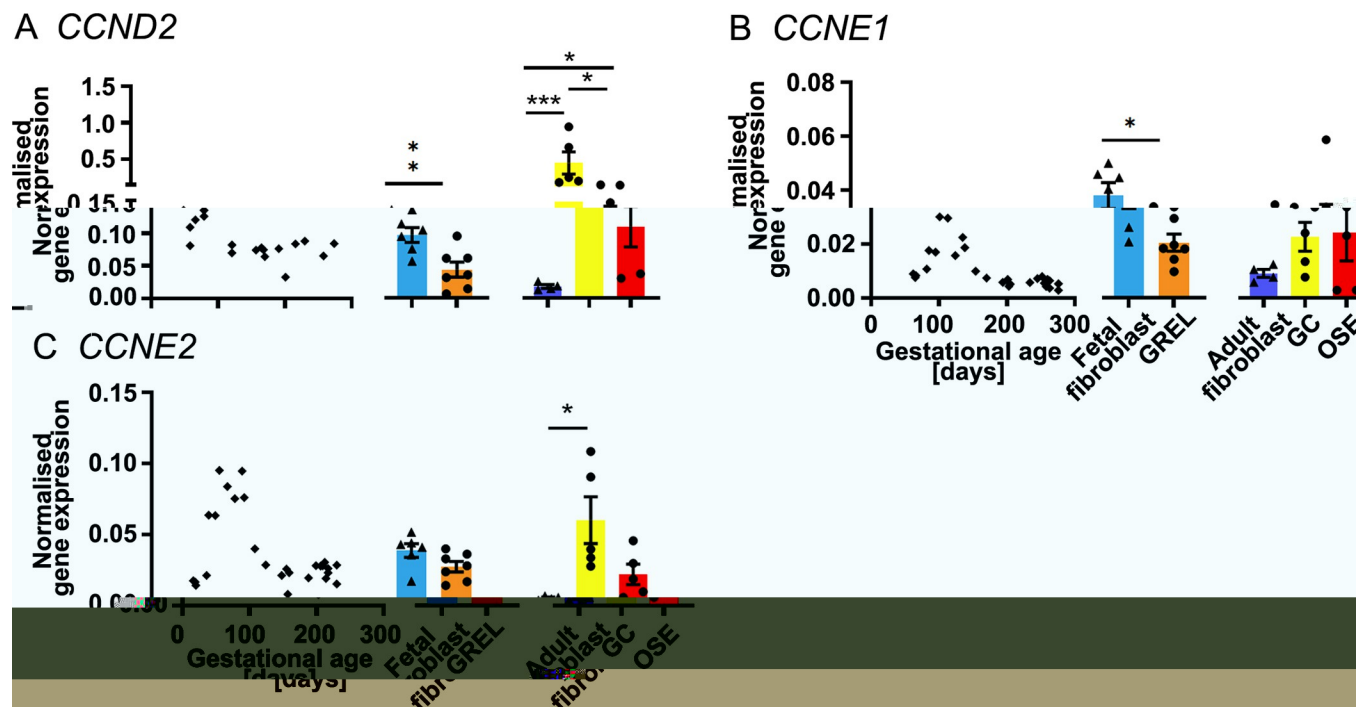 A CCND2
B CCNE1
*
*
***
1.5
1.0
0.5
0.15
0.10
0.05
0.00
*
*
gene e
expression
0.08
0.06
0.04
0.02
0.00
*
expression
0 100 200 300
Gestational age
[days]
Fetal
fibroblast
GREL
Adult
fibroblast
GC
OSE
C CCNE2
Normalised
gene expression
0.15
0.10
0.05
*
0 100 200 300
Gestational age
[days]
Fetal
GREL
Adult
GC
OSE